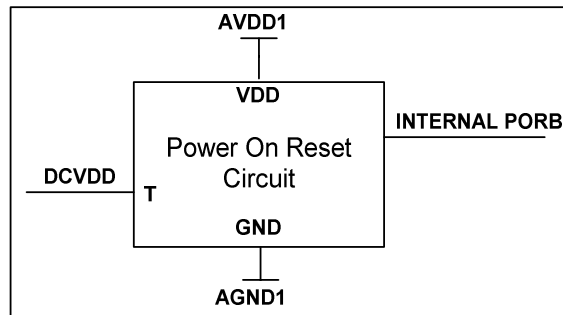 AVDD1
VDD
INTERNAL PORB
Power On Reset
Circuit
DCVDD
T
GND
AGND1